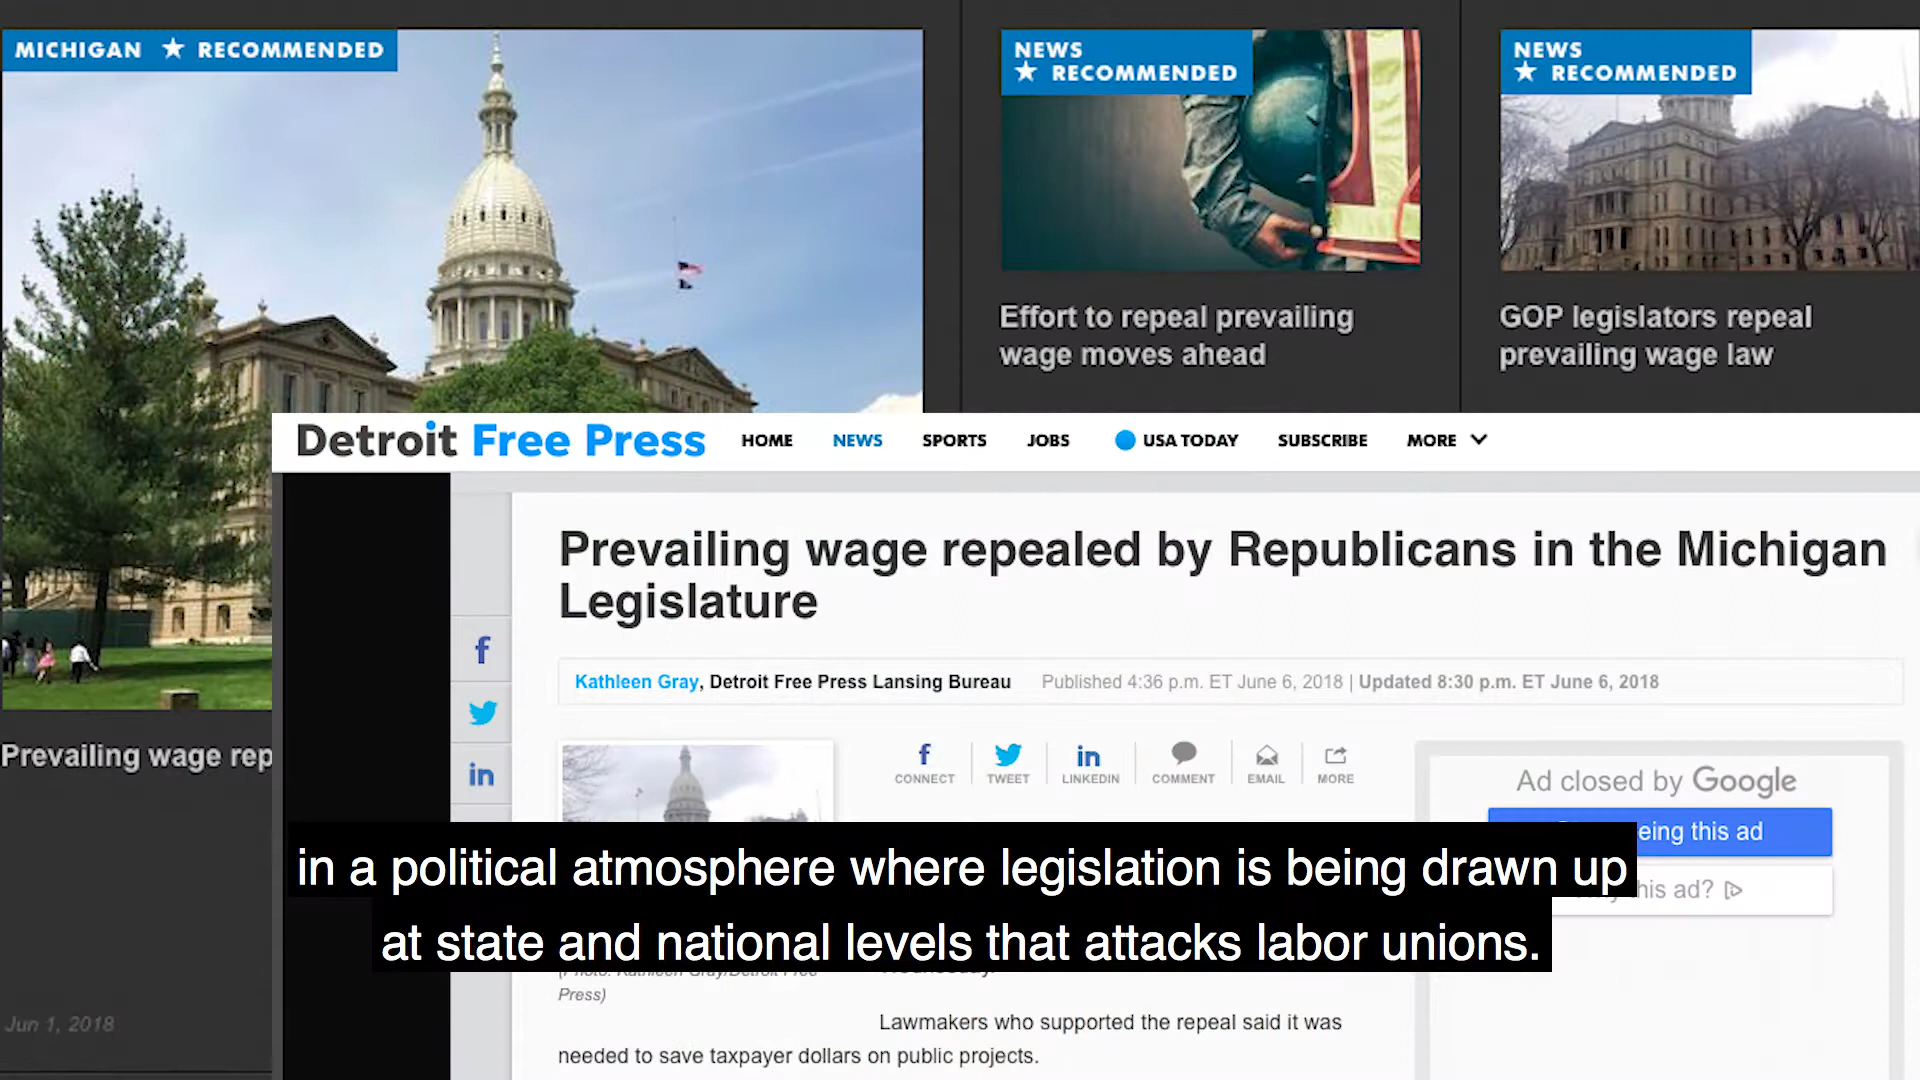 MICHIGAN ★ RECOMMENDED
NEWS
★ RECOMMENDED
NEWS
★ RECOMMENDED
Effort to repeal prevailing
wage moves ahead
GOP legislators repeal
prevailing wage law
Prevailing wage rep
Jun 1, 2018
Detroit Free Press HOME NEWS SPORTS JOBS USA TODAY SUBSCRIBE MORE
Prevailing wage repealed by Republicans in the Michigan
Legislature
Kathleen Gray, Detroit Free Press Lansing Bureau Published 4:36 p.m. ET June 6, 2018 | Updated 8:30 p.m. ET June 6, 2018
CONNECT TWEET LINKEDIN COMMENT EMAIL MORE
Ad closed by Google
this ad
ad?
in a political atmosphere where legislation is being drawn up
at state and national levels that attacks labor unions.
Press)
Lawmakers who supported the repeal said it was
needed to save taxpayer dollars on public projects.